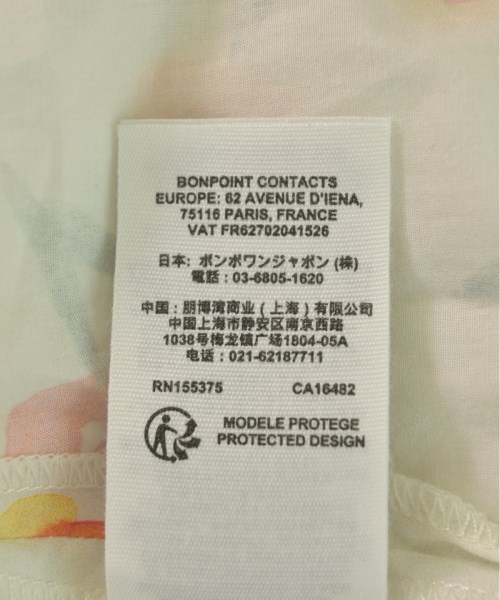 BONPOINT CONTACTS
EUROPE: 62 AVENUE D'IENA,
75116 PARIS, FRANCE
VAT FR62702041526
日本: ボンポワンジャポン (株)
電話 : 03-6805-1620
中国 : 朋博湾商业 ( 上海 ) 有限公司
中国上海市静安区南京西路
1038号梅龙镇广场1804-05A
电话 : 021-62187711
RN155375 CA16482
MODELE PROTEGE
PROTECTED DESIGN